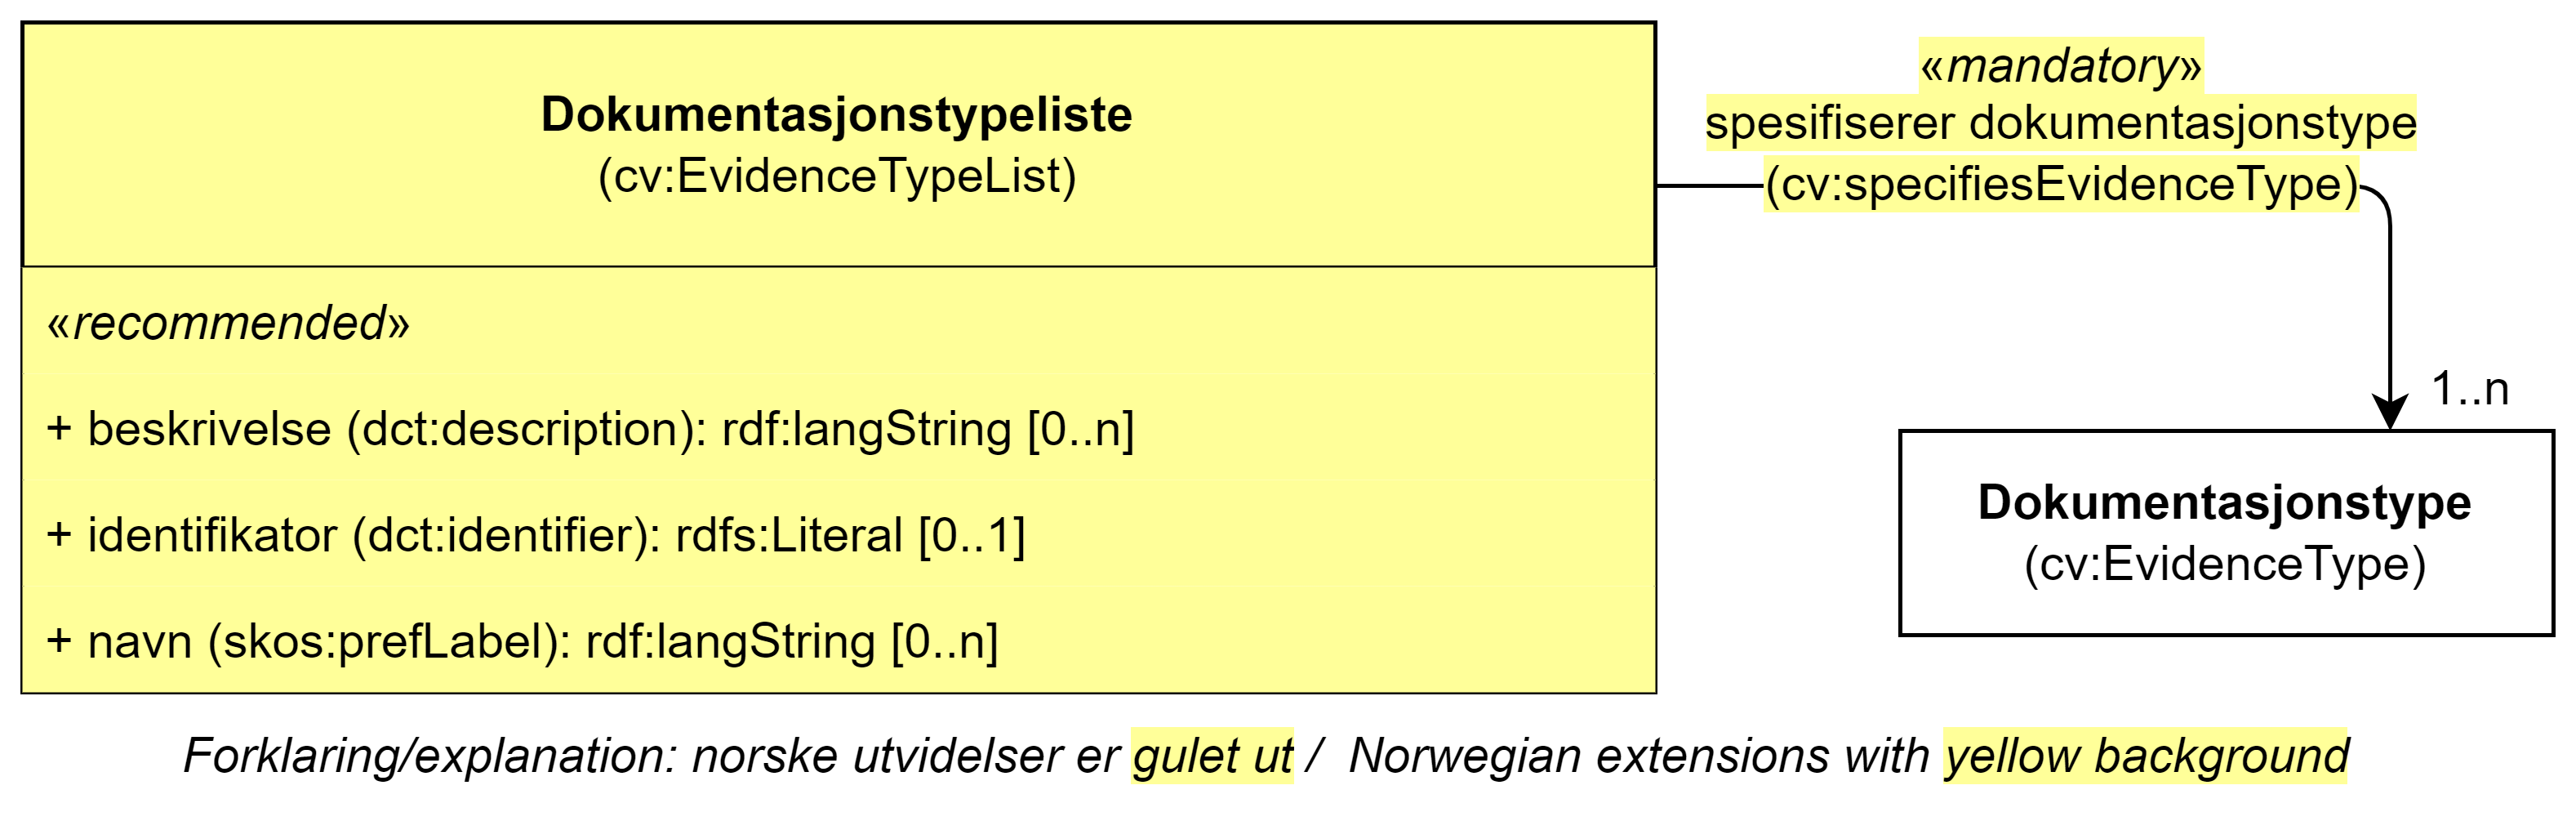 Dokumentasjonstypeliste
(cv:EvidenceTypeList)
«recommended»
+ beskrivelse (dct:description): rdf:langString [0..n]
+ identifikator (dct:identifier): rdfs:Literal [0..1]
+ navn (skos:prefLabel): rdf:langString [0..n]
«mandatory»
spesifiserer dokumentasjonstype
(cv:specifiesEvidenceType)
1..n
Dokumentasjonstype
(cv:EvidenceType)
Forklaring/explanation: norske utvidelser er gulet ut / Norwegian extensions with yellow background